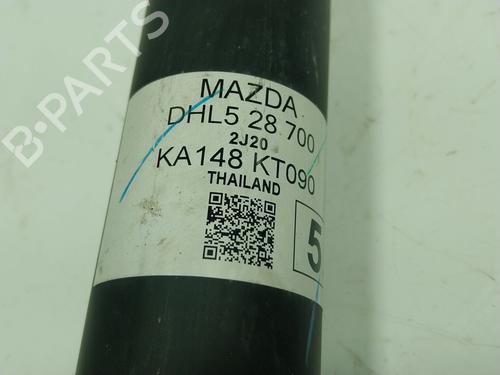 B-PARTS
MAZDA
DHL5 28 700
2J20
KA148 KT090
THAILAND
5